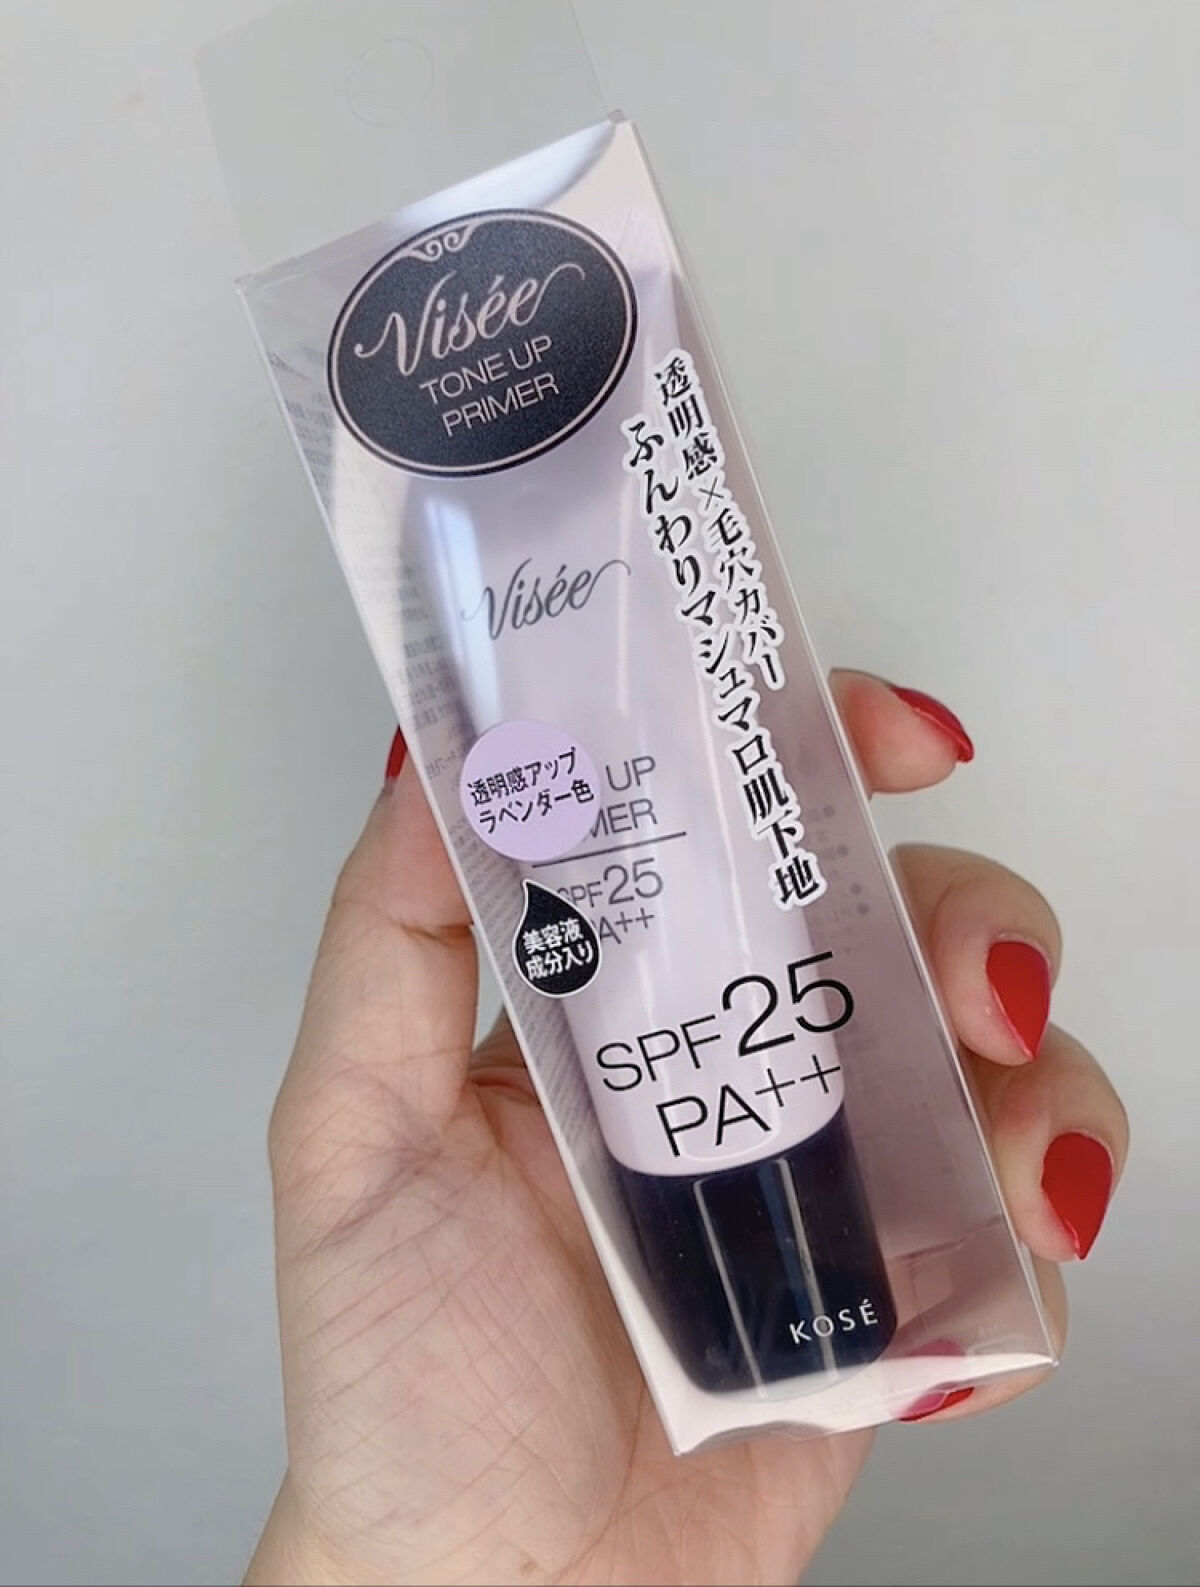 Visée
TONE UP
PRIMER
透明感×毛穴カバー
ふんわりマシュマロ肌下地
Visée
透明感アップ
ラベンダー色
UP
MER
SPF25
PA++
美容液
成分入り
SPF25
PA++
KOSÉ